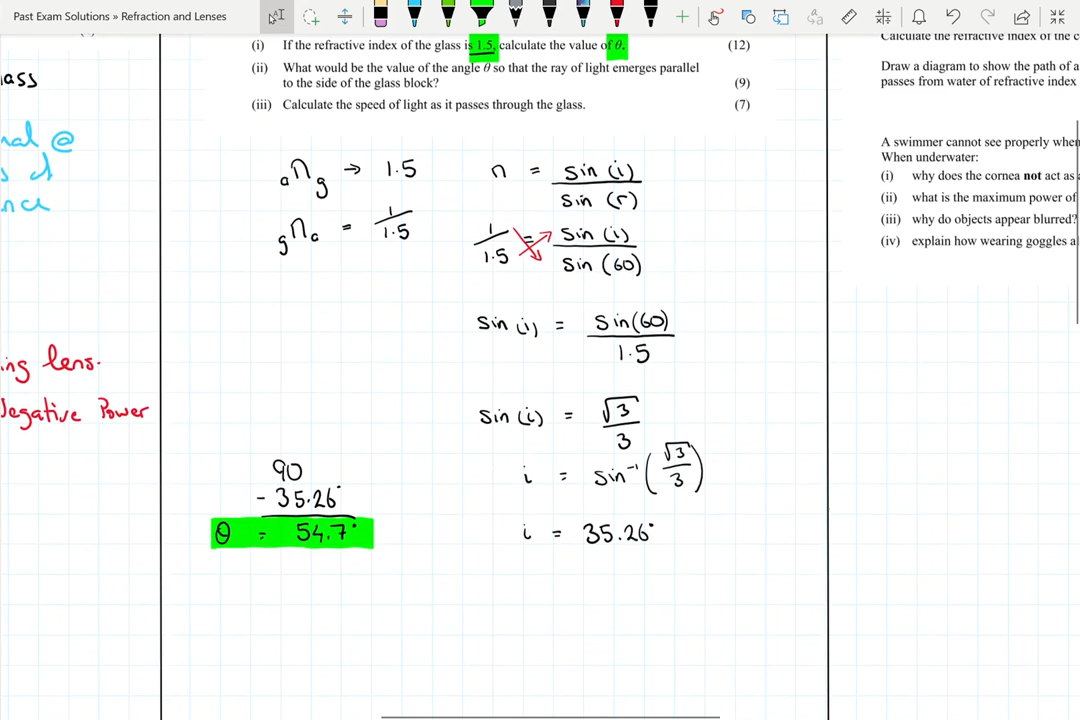 Past Exam Solutions » Refraction and Lenses
(i) If the refractive index of the glass is 1.5, calculate the value of θ. (12)
(ii) What would be the value of the angle θ so that the ray of light emerges parallel
to the side of the glass block? (9)
(iii) Calculate the speed of light as it passes through the glass. (7)
ass
nal @
s of
nce
ing lens.
Negative Power
ₐn_g → 1.5
_gnₐ = 1/1.5
n = sin (i) / sin (r)
1/1.5 = sin (i) / sin (60)
sin (i) = sin(60) / 1.5
sin (i) = √3 / 3
i = sin⁻¹ (√3 / 3)
i = 35.26°
90
- 35.26°
θ = 54.7°
Calculate the refractive index of the c
Draw a diagram to show the path of a
passes from water of refractive index
A swimmer cannot see properly when
When underwater:
(i) why does the cornea not act as a
(ii) what is the maximum power of
(iii) why do objects appear blurred?
(iv) explain how wearing goggles a